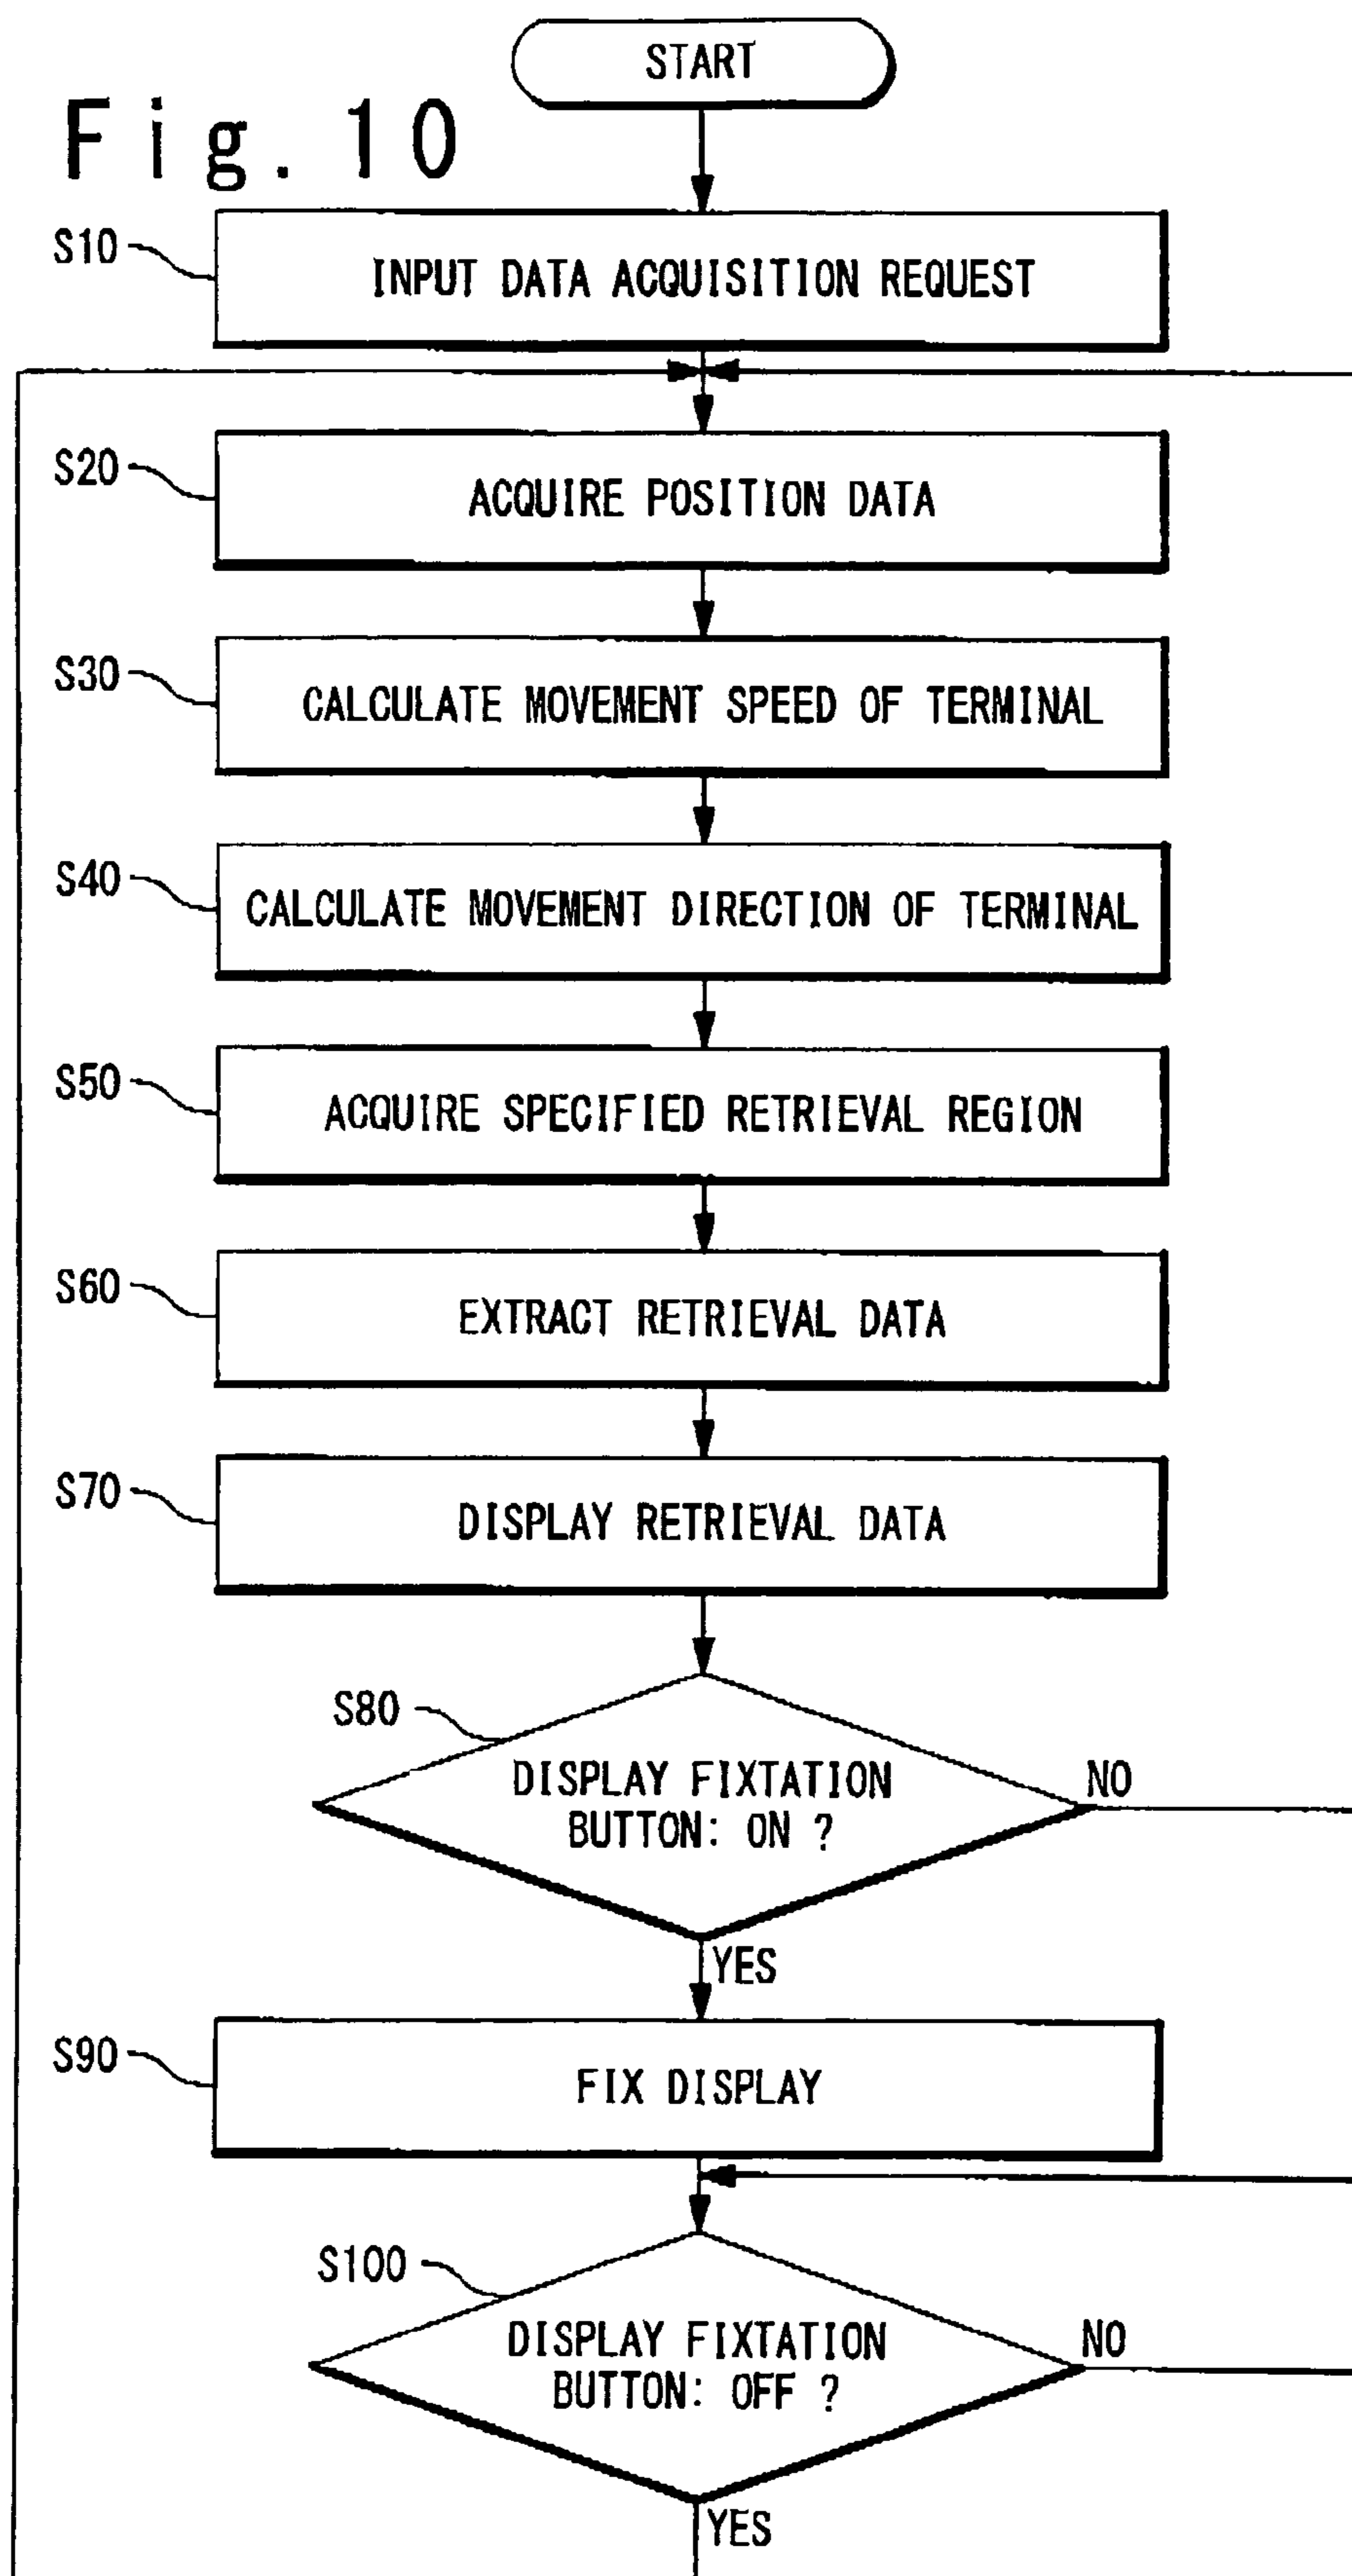 START
Fig. 10
S10
INPUT DATA ACQUISITION REQUEST
S20
ACQUIRE POSITION DATA
S30
CALCULATE MOVEMENT SPEED OF TERMINAL
S40
CALCULATE MOVEMENT DIRECTION OF TERMINAL
S50
ACQUIRE SPECIFIED RETRIEVAL REGION
S60
EXTRACT RETRIEVAL DATA
S70
DISPLAY RETRIEVAL DATA
S80
DISPLAY FIXTATION
BUTTON: ON ?
NO
YES
S90
FIX DISPLAY
S100
DISPLAY FIXTATION
BUTTON: OFF ?
NO
YES